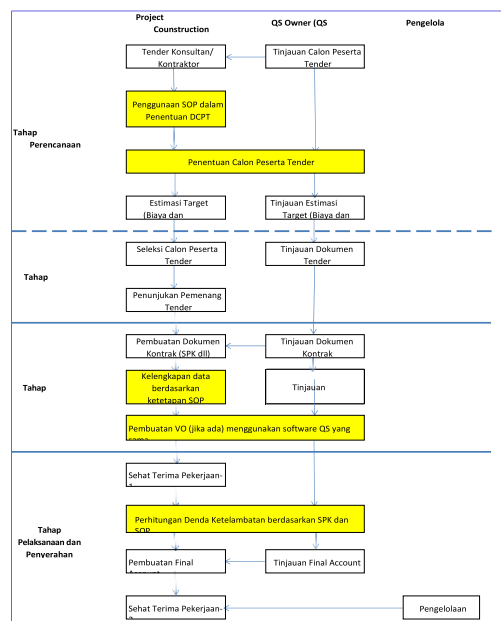 Project
Counstruction
QS Owner (QS
Pengelola
Tender Konsultan/
Kontraktor
Tinjauan Calon Peserta
Tender
Penggunaan SOP dalam
Penentuan DCPT
Tahap
Perencanaan
Penentuan Calon Peserta Tender
Estimasi Target
(Biaya dan
Tinjauan Estimasi
Target (Biaya dan
Seleksi Calon Peserta
Tender
Tinjauan Dokumen
Tender
Tahap
Penunjukan Pemenang
Tender
Pembuatan Dokumen
Kontrak (SPK dll)
Tinjauan Dokumen
Kontrak
Tahap
Kelengkapan data
berdasarkan
ketetapan SOP
Tinjauan
Pembuatan VO (jika ada) menggunakan software QS yang
sama
Sehat Terima Pekerjaan-
1
Tahap
Pelaksanaan dan
Penyerahan
Perhitungan Denda Ketelambatan berdasarkan SPK dan
SOP
Pembuatan Final
Account
Tinjauan Final Account
Sehat Terima Pekerjaan-
2
Pengelolaan